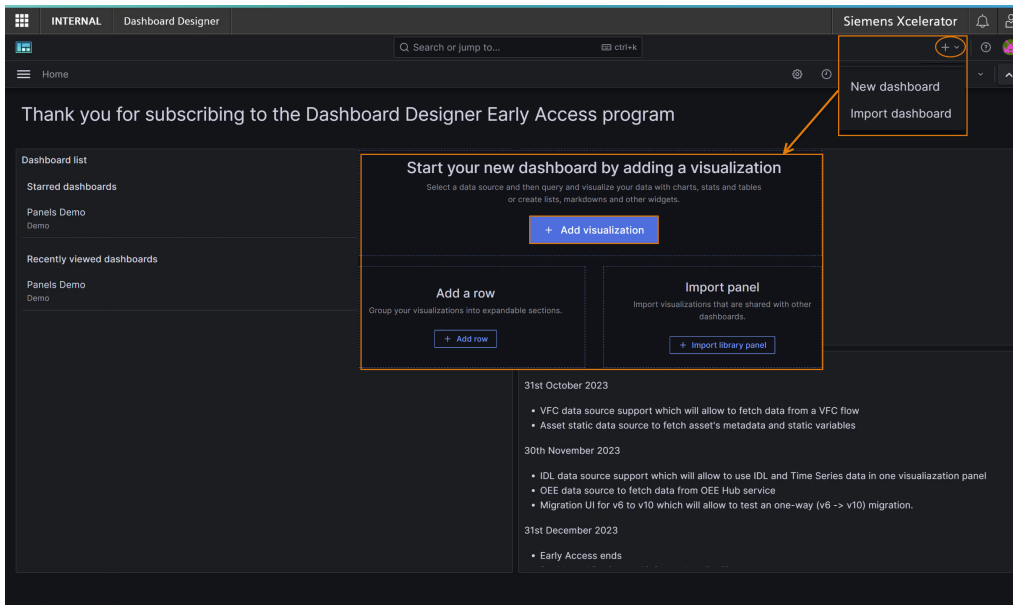 INTERNAL Dashboard Designer Siemens Xcelerator
Search or jump to... ctrl+k
Home
New dashboard
Import dashboard
Thank you for subscribing to the Dashboard Designer Early Access program
Dashboard list
Starred dashboards
Panels Demo
Demo
Recently viewed dashboards
Panels Demo
Demo
Start your new dashboard by adding a visualization
Select a data source and then query and visualize your data with charts, stats and tables
or create lists, markdowns and other widgets.
+ Add visualization
Add a row
Group your visualizations into expandable sections.
+ Add row
Import panel
Import visualizations that are shared with other
dashboards.
+ Import library panel
31st October 2023
• VFC data source support which will allow to fetch data from a VFC flow
• Asset static data source to fetch asset's metadata and static variables
30th November 2023
• IDL data source support which will allow to use IDL and Time Series data in one visualiazation panel
• OEE data source to fetch data from OEE Hub service
• Migration UI for v6 to v10 which will allow to test an one-way (v6 -> v10) migration.
31st December 2023
• Early Access ends